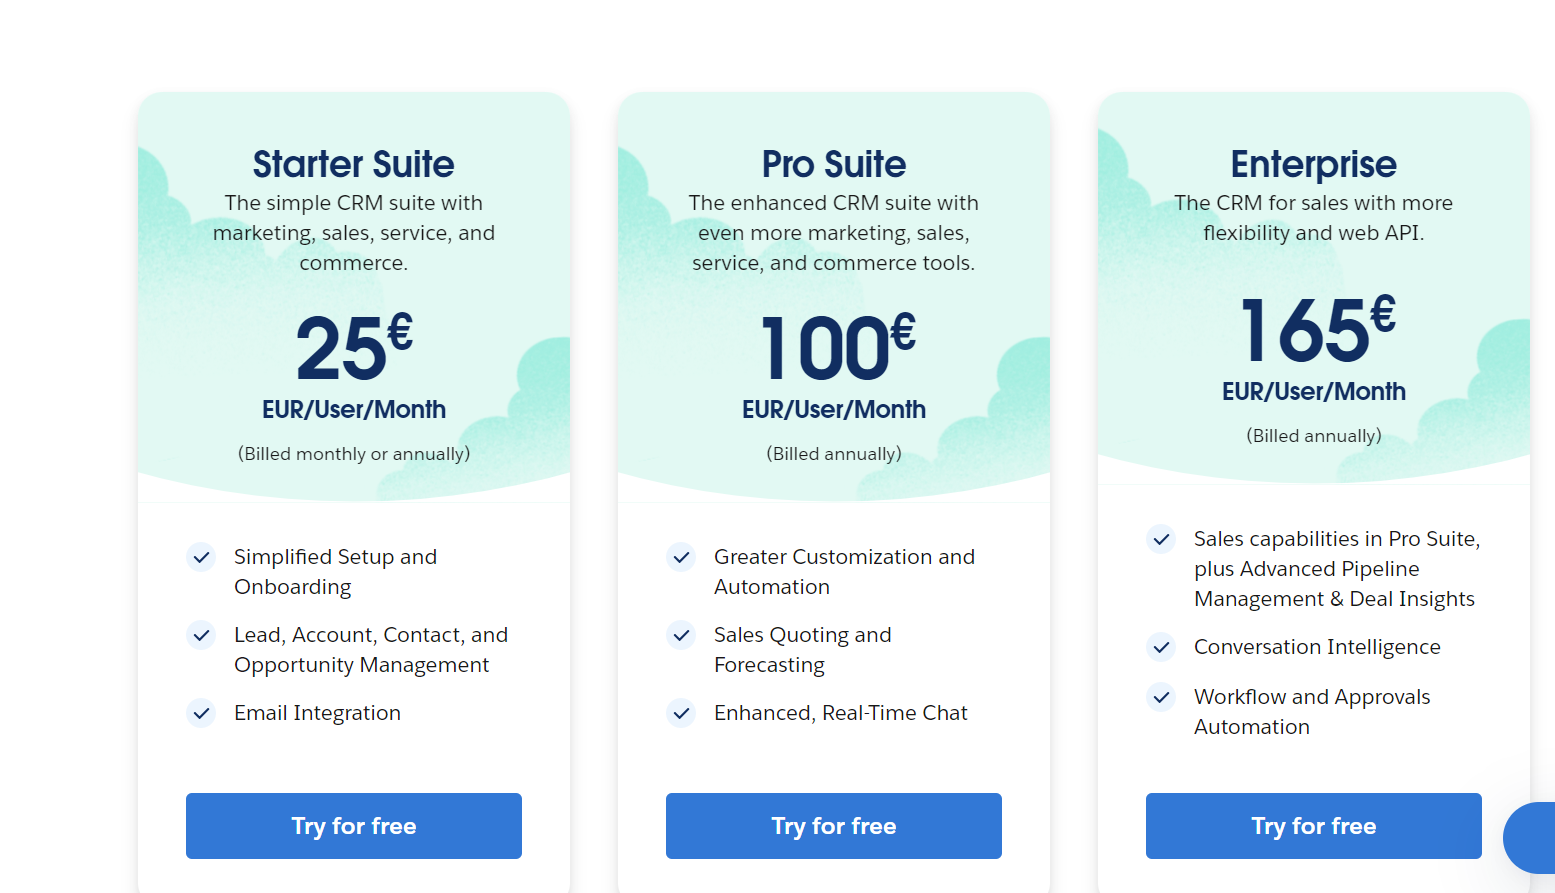 Starter Suite
The simple CRM suite with
marketing, sales, service, and
commerce.
25€
EUR/User/Month
(Billed monthly or annually)
Simplified Setup and
Onboarding
Lead, Account, Contact, and
Opportunity Management
Email Integration
Try for free
Pro Suite
The enhanced CRM suite with
even more marketing, sales,
service, and commerce tools.
100€
EUR/User/Month
(Billed annually)
Greater Customization and
Automation
Sales Quoting and
Forecasting
Enhanced, Real-Time Chat
Try for free
Enterprise
The CRM for sales with more
flexibility and web API.
165€
EUR/User/Month
(Billed annually)
Sales capabilities in Pro Suite,
plus Advanced Pipeline
Management & Deal Insights
Conversation Intelligence
Workflow and Approvals
Automation
Try for free